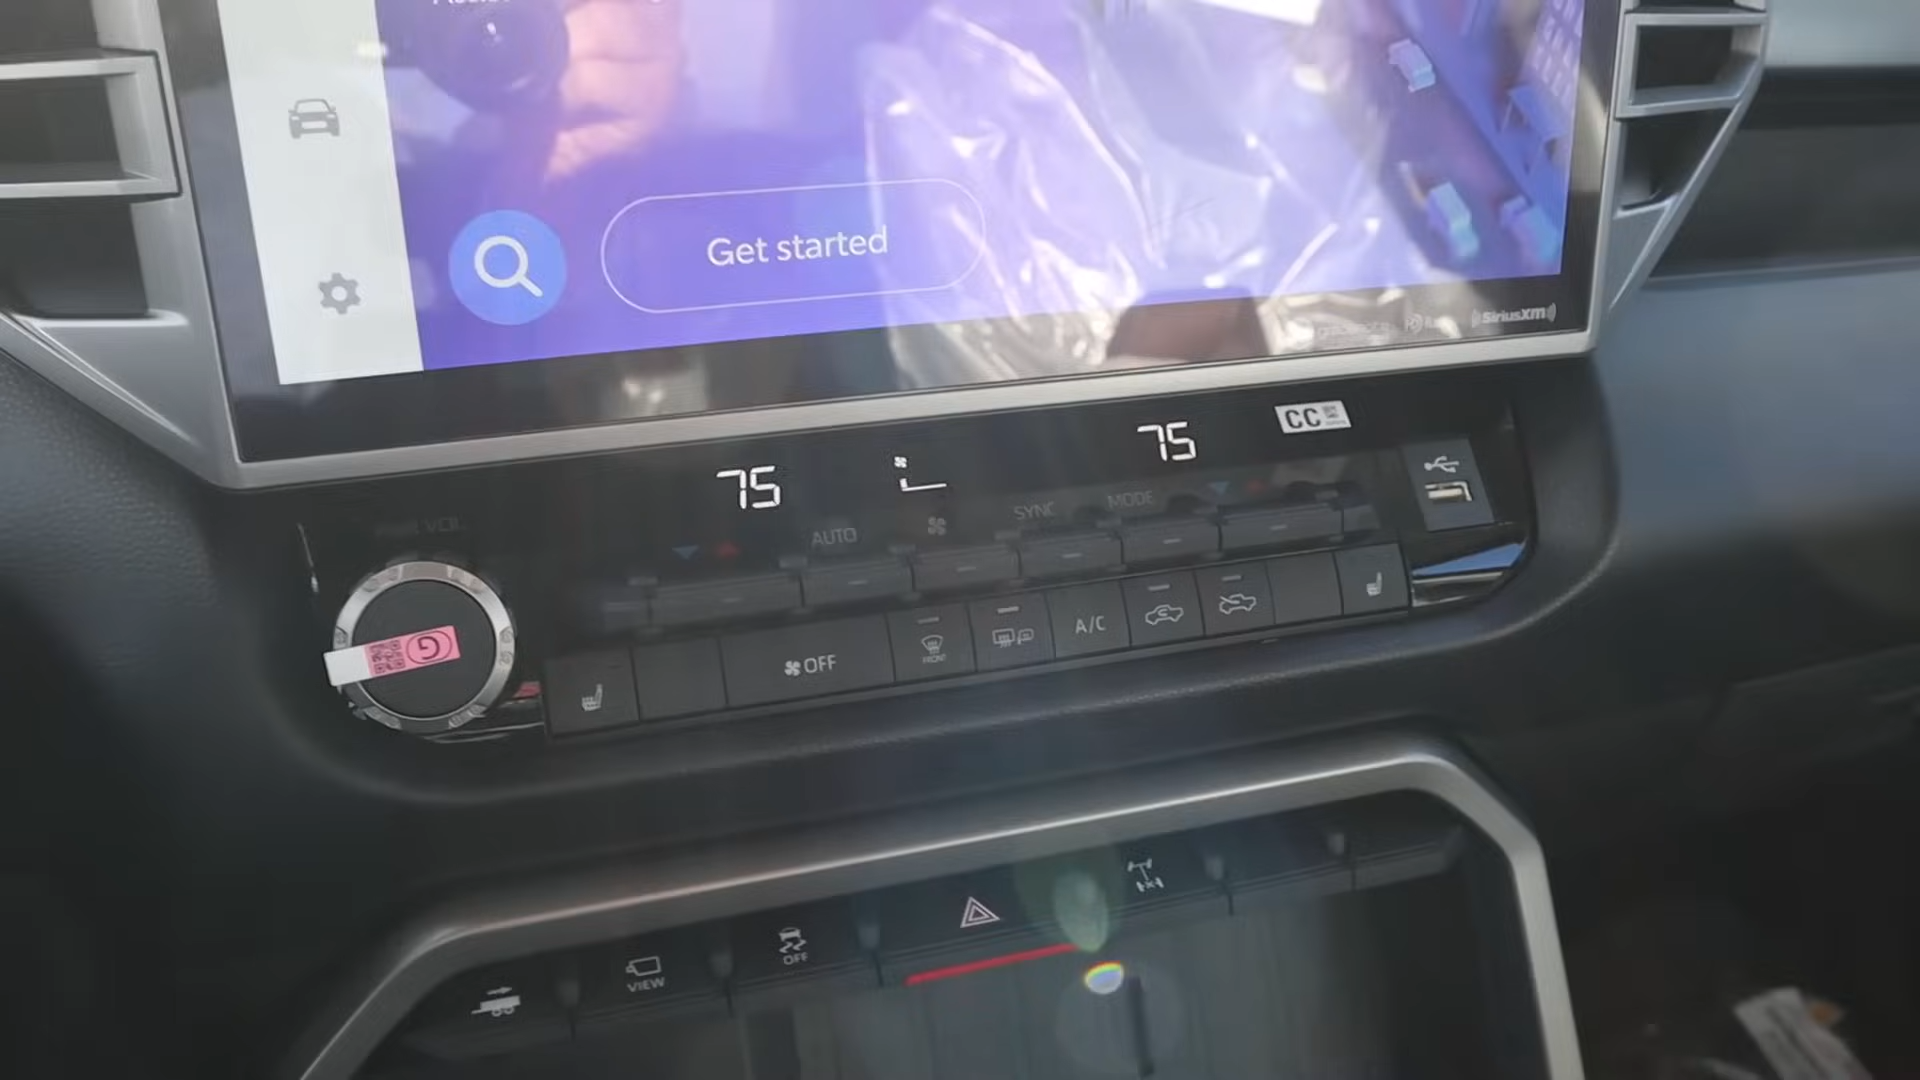 Get started
SiriusXM
75
75
CC
VOL
AUTO
SYNC
MODE
G
OFF
FRONT
A/C
VIEW
OFF